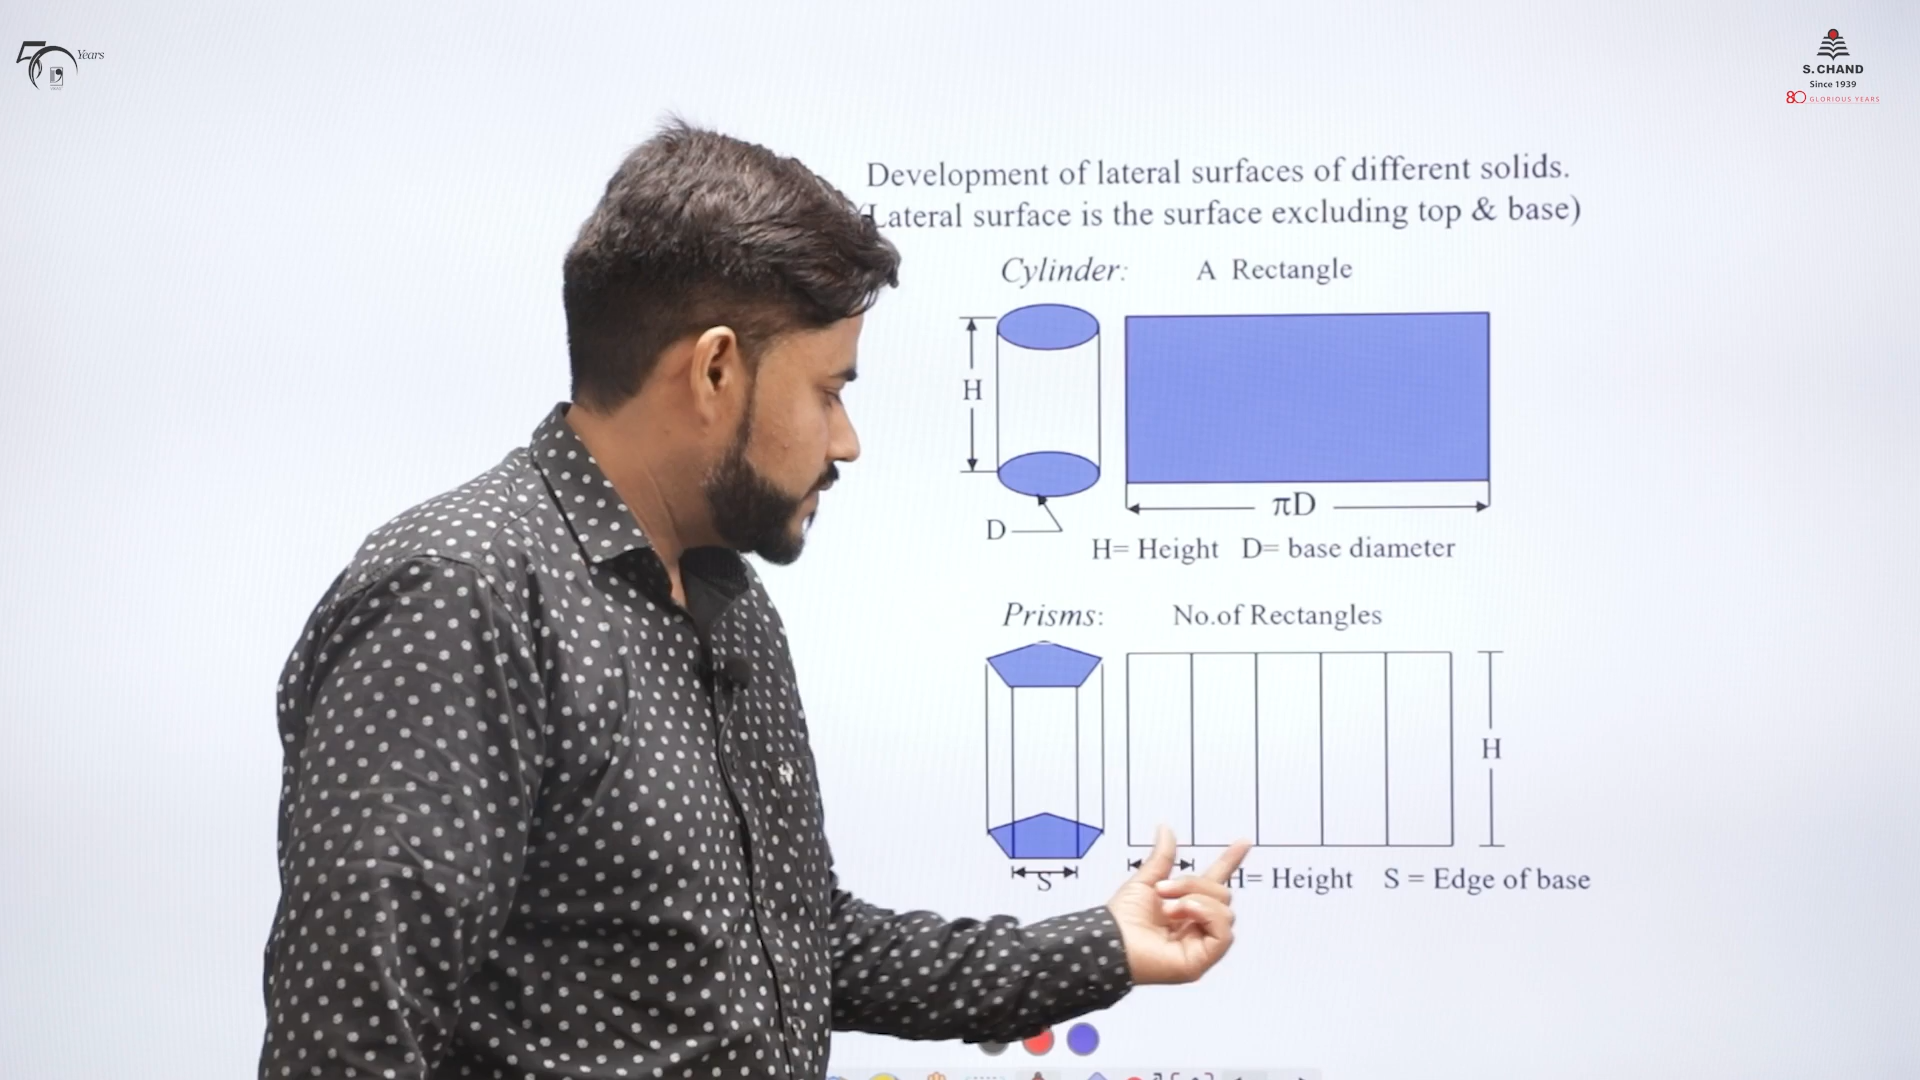 50 Years
S. CHAND
Since 1939
80 GLORIOUS YEARS
Development of lateral surfaces of different solids.
(Lateral surface is the surface excluding top & base)
Cylinder: A Rectangle
H
πD
D
H= Height D= base diameter
Prisms: No.of Rectangles
H
S
H= Height S = Edge of base